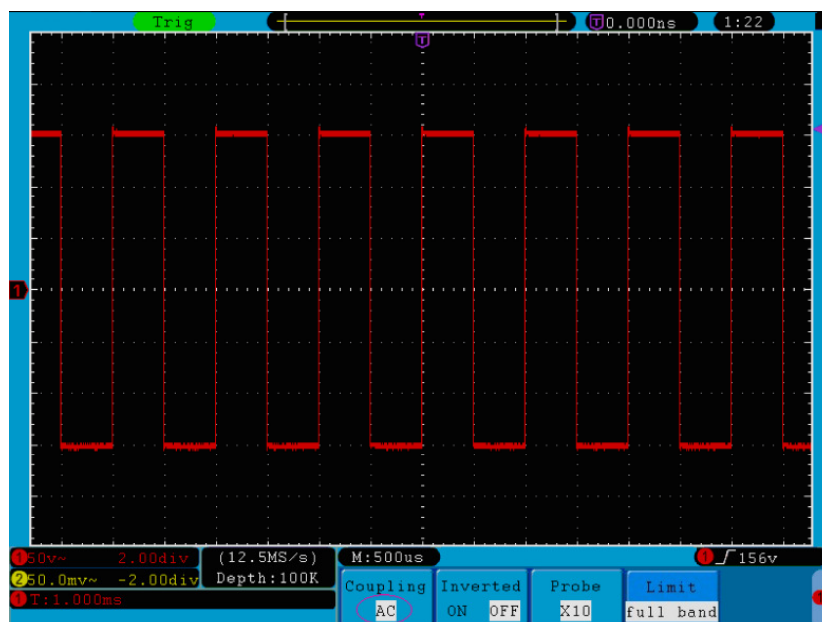 Trig T 0.000ns 1:22
T
1
1 50v~ 2.00div (12.5MS/s) M:500us 1 156v
2 50.0mv~ -2.00div Depth:100K
1 T:1.000ms
Coupling Inverted Probe Limit
AC ON OFF X10 full band